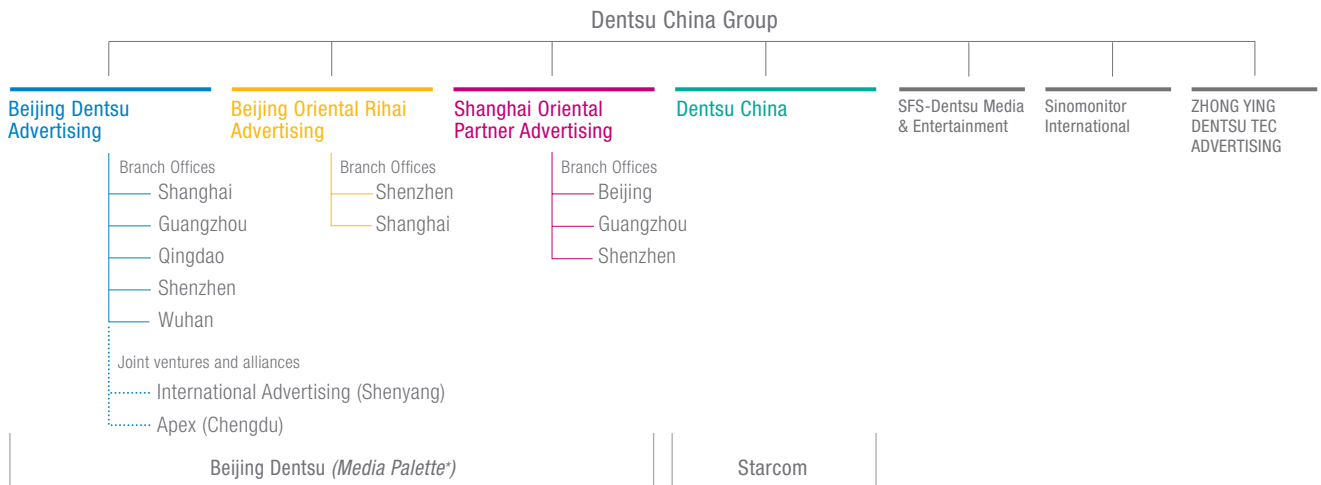 Dentsu China Group
Beijing Dentsu
Advertising
Branch Offices
Shanghai
Guangzhou
Qingdao
Shenzhen
Wuhan
Joint ventures and alliances
International Advertising (Shenyang)
Apex (Chengdu)
Beijing Oriental Rihai
Advertising
Branch Offices
Shenzhen
Shanghai
Shanghai Oriental
Partner Advertising
Branch Offices
Beijing
Guangzhou
Shenzhen
Dentsu China
SFS-Dentsu Media
& Entertainment
Sinomonitor
International
ZHONG YING
DENTSU TEC
ADVERTISING
Beijing Dentsu (Media Palette*)
Starcom